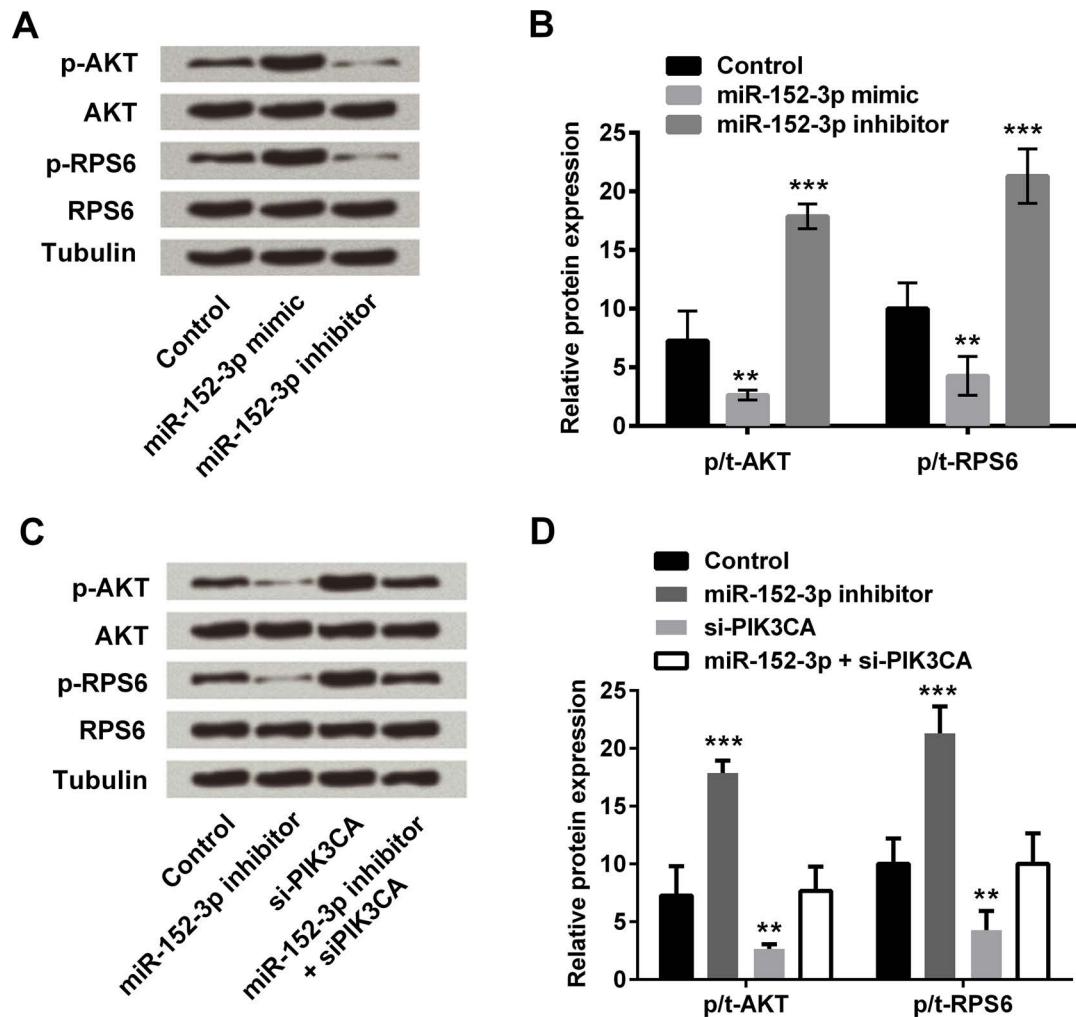 A
p-AKT
AKT
p-RPS6
RPS6
Tubulin
Control
miR-152-3p mimic
miR-152-3p inhibitor
B
Control
miR-152-3p mimic
miR-152-3p inhibitor
Relative protein expression
25
20
15
10
5
0
**
***
**
***
p/t-AKT
p/t-RPS6
C
p-AKT
AKT
p-RPS6
RPS6
Tubulin
Control
miR-152-3p inhibitor
si-PIK3CA
miR-152-3p inhibitor
+ siPIK3CA
D
Control
miR-152-3p inhibitor
si-PIK3CA
miR-152-3p + si-PIK3CA
Relative protein expression
25
20
15
10
5
0
***
**
***
**
p/t-AKT
p/t-RPS6